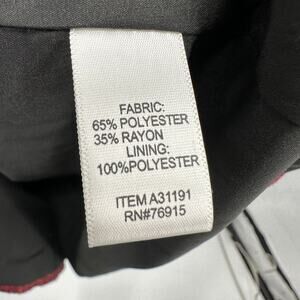 FABRIC:
65% POLYESTER
35% RAYON
LINING:
100%POLYESTER
ITEM A31191
RN#76915